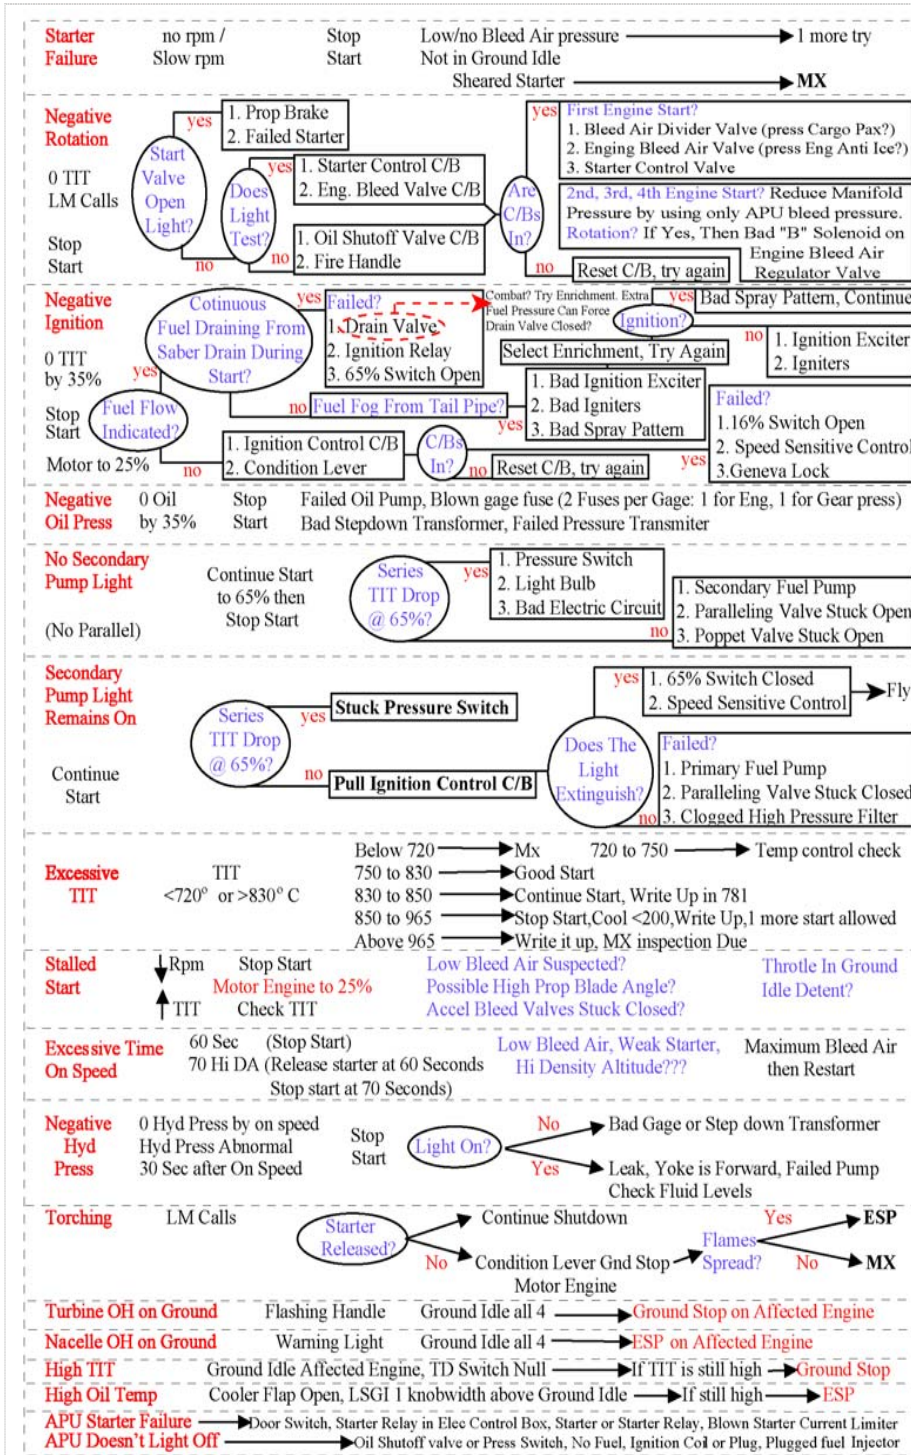 Starter no rpm / Stop Low/no Bleed Air pressure 1 more try
Failure Slow rpm Start Not in Ground Idle
Sheared Starter MX
Negative
Rotation
0 TIT
LM Calls
Stop
Start
Start
Valve
Open
Light?
yes
1. Prop Brake
2. Failed Starter
no
Does
Light
Test?
yes
1. Starter Control C/B
2. Eng. Bleed Valve C/B
no
1. Oil Shutoff Valve C/B
2. Fire Handle
Are
C/Bs
In?
yes
First Engine Start?
1. Bleed Air Divider Valve (press Cargo Pax?)
2. Enging Bleed Air Valve (press Eng Anti Ice?)
3. Starter Control Valve
2nd, 3rd, 4th Engine Start? Reduce Manifold
Pressure by using only APU bleed pressure.
Rotation? If Yes, Then Bad "B" Solenoid on
Engine Bleed Air
Regulator Valve
no
Reset C/B, try again
Negative
Ignition
0 TIT
by 35%
Stop
Start
Motor to 25%
Fuel Flow
Indicated?
yes
Cotinuous
Fuel Draining From
Saber Drain During
Start?
yes
Failed?
1. Drain Valve
2. Ignition Relay
3. 65% Switch Open
Combat? Try Enrichment. Extra
Fuel Pressure Can Force
Drain Valve Closed?
Select Enrichment, Try Again
Ignition?
yes
Bad Spray Pattern, Continue
no
1. Ignition Exciter
2. Igniters
no
Fuel Fog From Tail Pipe?
yes
1. Bad Ignition Exciter
2. Bad Igniters
3. Bad Spray Pattern
no
1. Ignition Control C/B
2. Condition Lever
C/Bs
In?
no
Reset C/B, try again
yes
Failed?
1.16% Switch Open
2. Speed Sensitive Control
3.Geneva Lock
Negative 0 Oil Stop Failed Oil Pump, Blown gage fuse (2 Fuses per Gage: 1 for Eng, 1 for Gear press)
Oil Press by 35% Start Bad Stepdown Transformer, Failed Pressure Transmiter
No Secondary
Pump Light
(No Parallel)
Continue Start
to 65% then
Stop Start
Series
TIT Drop
@ 65%?
yes
1. Pressure Switch
2. Light Bulb
3. Bad Electric Circuit
no
1. Secondary Fuel Pump
2. Paralleling Valve Stuck Open
3. Poppet Valve Stuck Open
Secondary
Pump Light
Remains On
Continue
Start
Series
TIT Drop
@ 65%?
yes
Stuck Pressure Switch
no
Pull Ignition Control C/B
Does The
Light
Extinguish?
yes
1. 65% Switch Closed
2. Speed Sensitive Control
Fly
no
Failed?
1. Primary Fuel Pump
2. Paralleling Valve Stuck Closed
3. Clogged High Pressure Filter
Excessive
TIT
TIT
<720° or >830° C
Below 720 Mx 720 to 750 Temp control check
750 to 830 Good Start
830 to 850 Continue Start, Write Up in 781
850 to 965 Stop Start,Cool <200,Write Up,1 more start allowed
Above 965 Write it up, MX inspection Due
Stalled
Start
Rpm Stop Start
Motor Engine to 25%
TIT Check TIT
Low Bleed Air Suspected?
Possible High Prop Blade Angle?
Accel Bleed Valves Stuck Closed?
Throtle In Ground
Idle Detent?
Excessive Time
On Speed
60 Sec (Stop Start)
70 Hi DA (Release starter at 60 Seconds
Stop start at 70 Seconds)
Low Bleed Air, Weak Starter,
Hi Density Altitude???
Maximum Bleed Air
then Restart
Negative
Hyd
Press
0 Hyd Press by on speed
Hyd Press Abnormal
30 Sec after On Speed
Stop
Start
Light On?
No
Bad Gage or Step down Transformer
Yes
Leak, Yoke is Forward, Failed Pump
Check Fluid Levels
Torching LM Calls
Starter
Released?
Continue Shutdown
No
Condition Lever Gnd Stop
Motor Engine
Flames
Spread?
Yes
ESP
No
MX
Turbine OH on Ground Flashing Handle Ground Idle all 4 Ground Stop on Affected Engine
Nacelle OH on Ground Warning Light Ground Idle all 4 ESP on Affected Engine
High TIT Ground Idle Affected Engine, TD Switch Null If TIT is still high Ground Stop
High Oil Temp Cooler Flap Open, LSGI 1 knobwidth above Ground Idle If still high ESP
APU Starter Failure Door Switch, Starter Relay in Elec Control Box, Starter or Starter Relay, Blown Starter Current Limiter
APU Doesn't Light Off Oil Shutoff valve or Press Switch, No Fuel, Ignition Coil or Plug, Plugged fuel Injector